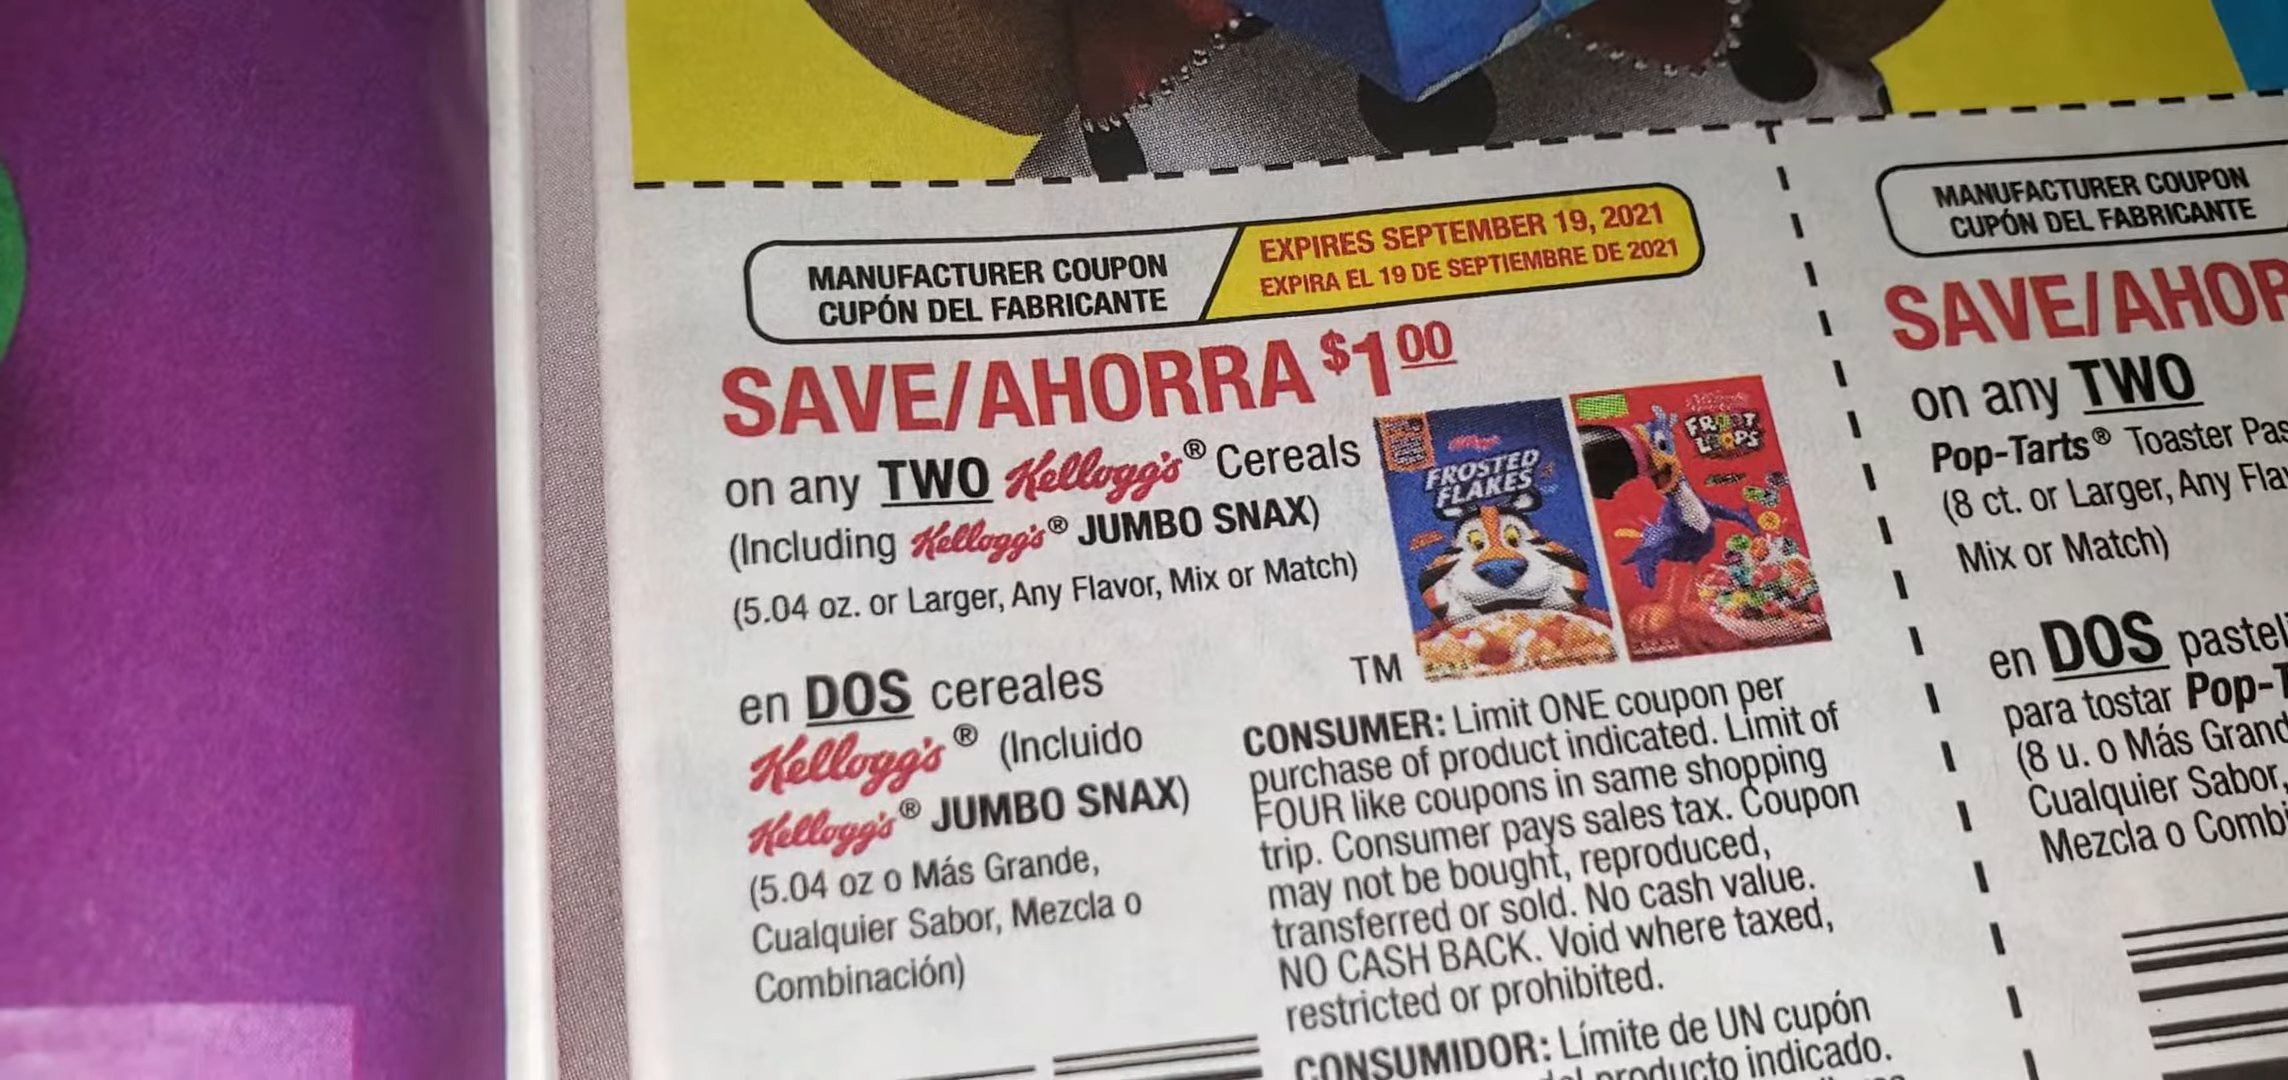 MANUFACTURER COUPON
CUPÓN DEL FABRICANTE
EXPIRES SEPTEMBER 19, 2021
EXPIRA EL 19 DE SEPTIEMBRE DE 2021
SAVE/AHORRA $1 00
on any TWO Kellogg's® Cereals
(Including Kellogg's® JUMBO SNAX)
(5.04 oz. or Larger, Any Flavor, Mix or Match)
en DOS cereales
Kellogg's® (Incluido
Kellogg's® JUMBO SNAX)
(5.04 oz o Más Grande,
Cualquier Sabor, Mezcla o
Combinación)
Kellogg's
FROSTED
FLAKES
FROOT
LOOPS
TM
CONSUMER: Limit ONE coupon per
purchase of product indicated. Limit of
FOUR like coupons in same shopping
trip. Consumer pays sales tax. Coupon
may not be bought, reproduced,
transferred or sold. No cash value.
NO CASH BACK. Void where taxed,
restricted or prohibited.
CONSUMIDOR: Límite de UN cupón
producto indicado.
MANUFACTURER COUPON
CUPÓN DEL FABRICANTE
SAVE/AHOR
on any TWO
Pop-Tarts® Toaster Pas
(8 ct. or Larger, Any Fla
Mix or Match)
en DOS pasteli
para tostar Pop-T
(8 u. o Más Grand
Cualquier Sabor,
Mezcla o Combi